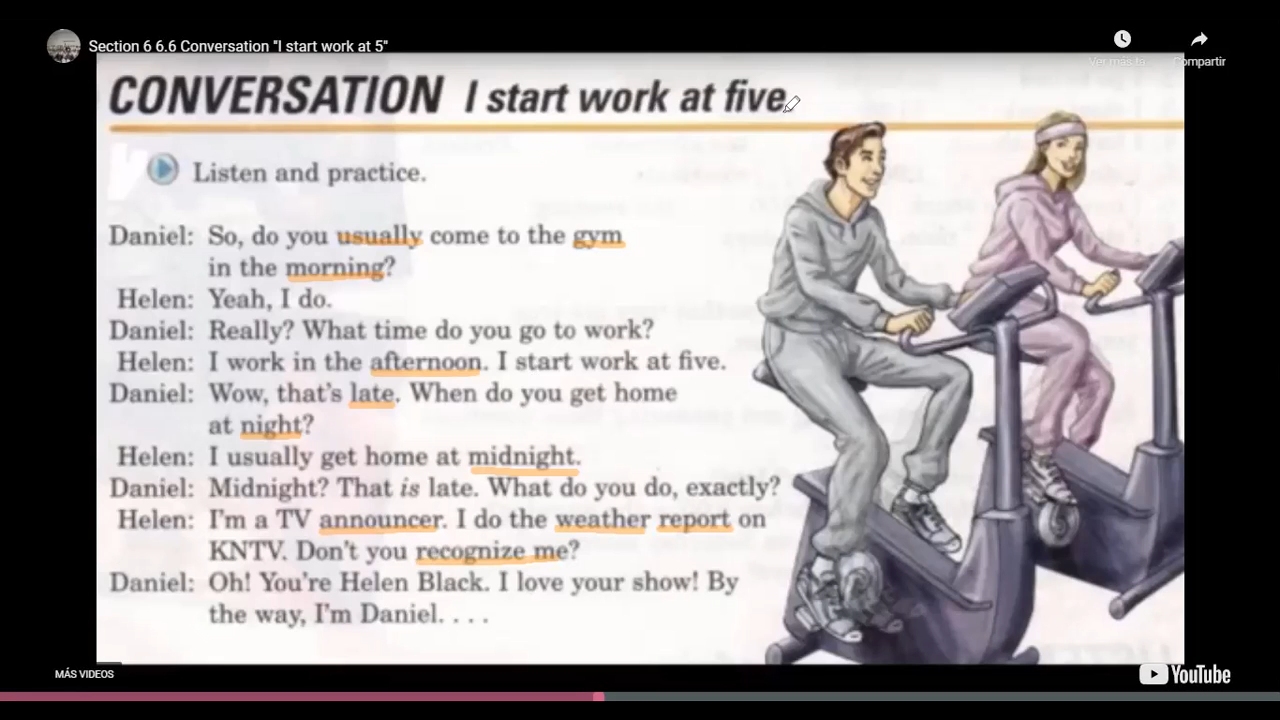 Section 6 6.6 Conversation "I start work at 5"
Ver más ta
Compartir
CONVERSATION I start work at five
Listen and practice.
Daniel: So, do you usually come to the gym
in the morning?
Helen: Yeah, I do.
Daniel: Really? What time do you go to work?
Helen: I work in the afternoon. I start work at five.
Daniel: Wow, that's late. When do you get home
at night?
Helen: I usually get home at midnight.
Daniel: Midnight? That is late. What do you do, exactly?
Helen: I'm a TV announcer. I do the weather report on
KNTV. Don't you recognize me?
Daniel: Oh! You're Helen Black. I love your show! By
the way, I'm Daniel. . . .
MÁS VIDEOS
YouTube